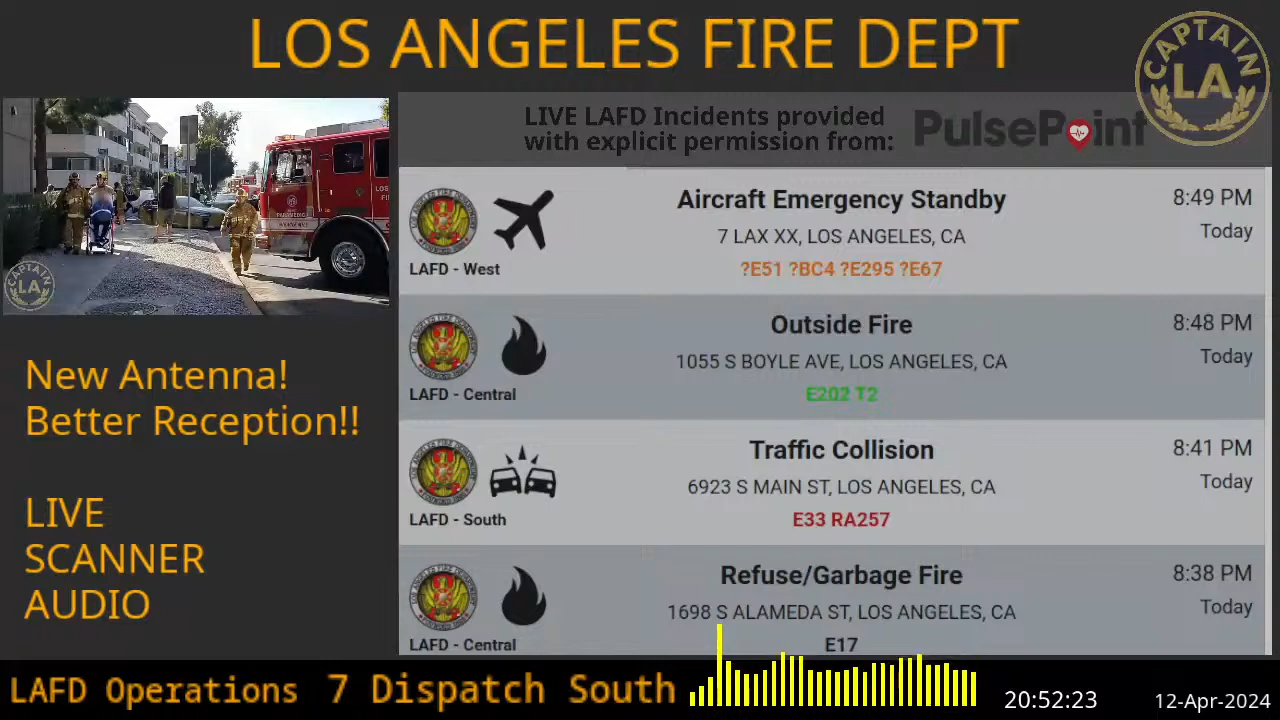 LOS ANGELES FIRE DEPT
CAPTAIN
LA
LIVE LAFD Incidents provided
with explicit permission from:
PulsePoint
Aircraft Emergency Standby
8:49 PM
7 LAX XX, LOS ANGELES, CA
Today
LAFD - West
?E51 ?BC4 ?E295 ?E67
Outside Fire
8:48 PM
1055 S BOYLE AVE, LOS ANGELES, CA
Today
LAFD - Central
E202 T2
Traffic Collision
8:41 PM
6923 S MAIN ST, LOS ANGELES, CA
Today
LAFD - South
E33 RA257
Refuse/Garbage Fire
8:38 PM
1698 S ALAMEDA ST, LOS ANGELES, CA
Today
LAFD - Central
E17
CAPTAIN
LA
New Antenna!
Better Reception!!
LIVE
SCANNER
AUDIO
LAFD Operations 7 Dispatch South
20:52:23
12-Apr-2024